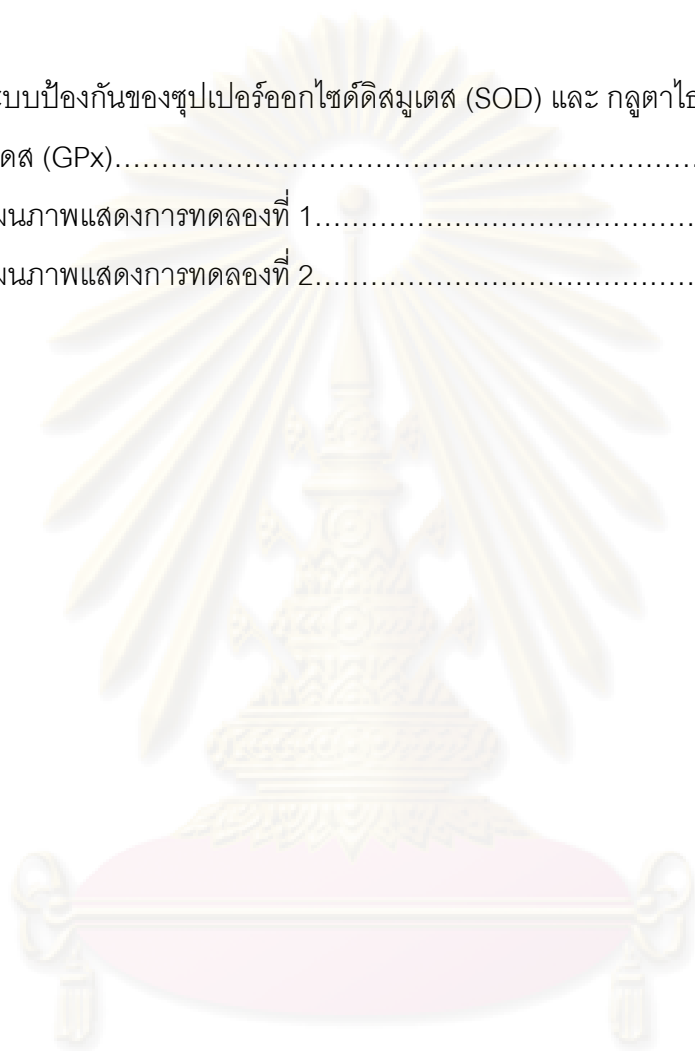 ะบบป้องกันของซุปเปอร์ออกไซด์ดิสมูเตส (SOD) และ กลูตาไธ
เดส (GPx)...............................................................
ผนภาพแสดงการทดลองที่ 1.........................................
ผนภาพแสดงการทดลองที่ 2.........................................